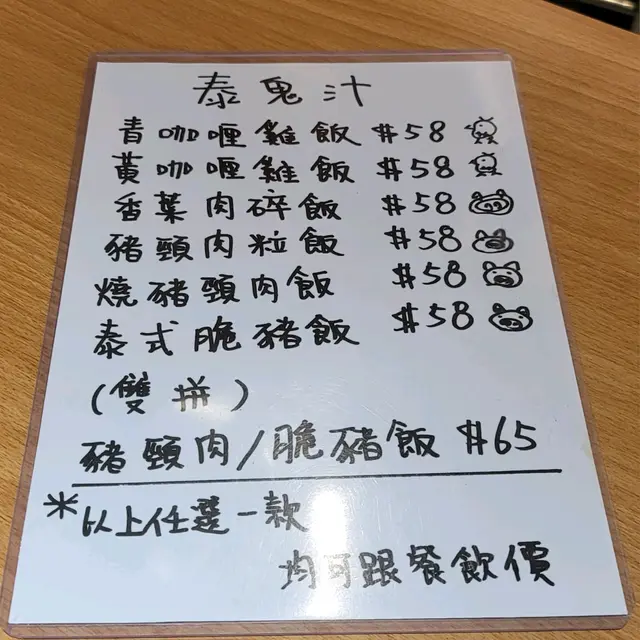 泰鬼汁
青咖喱雞飯 $58
黃咖喱雞飯 $58
香葉肉碎飯 $58
豬頸肉粒飯 $58
燒豬頸肉飯 $58
泰式脆豬飯 $58
(雙拼)
豬頸肉/脆豬飯 $65
*以上任選一款
均可跟餐飲價